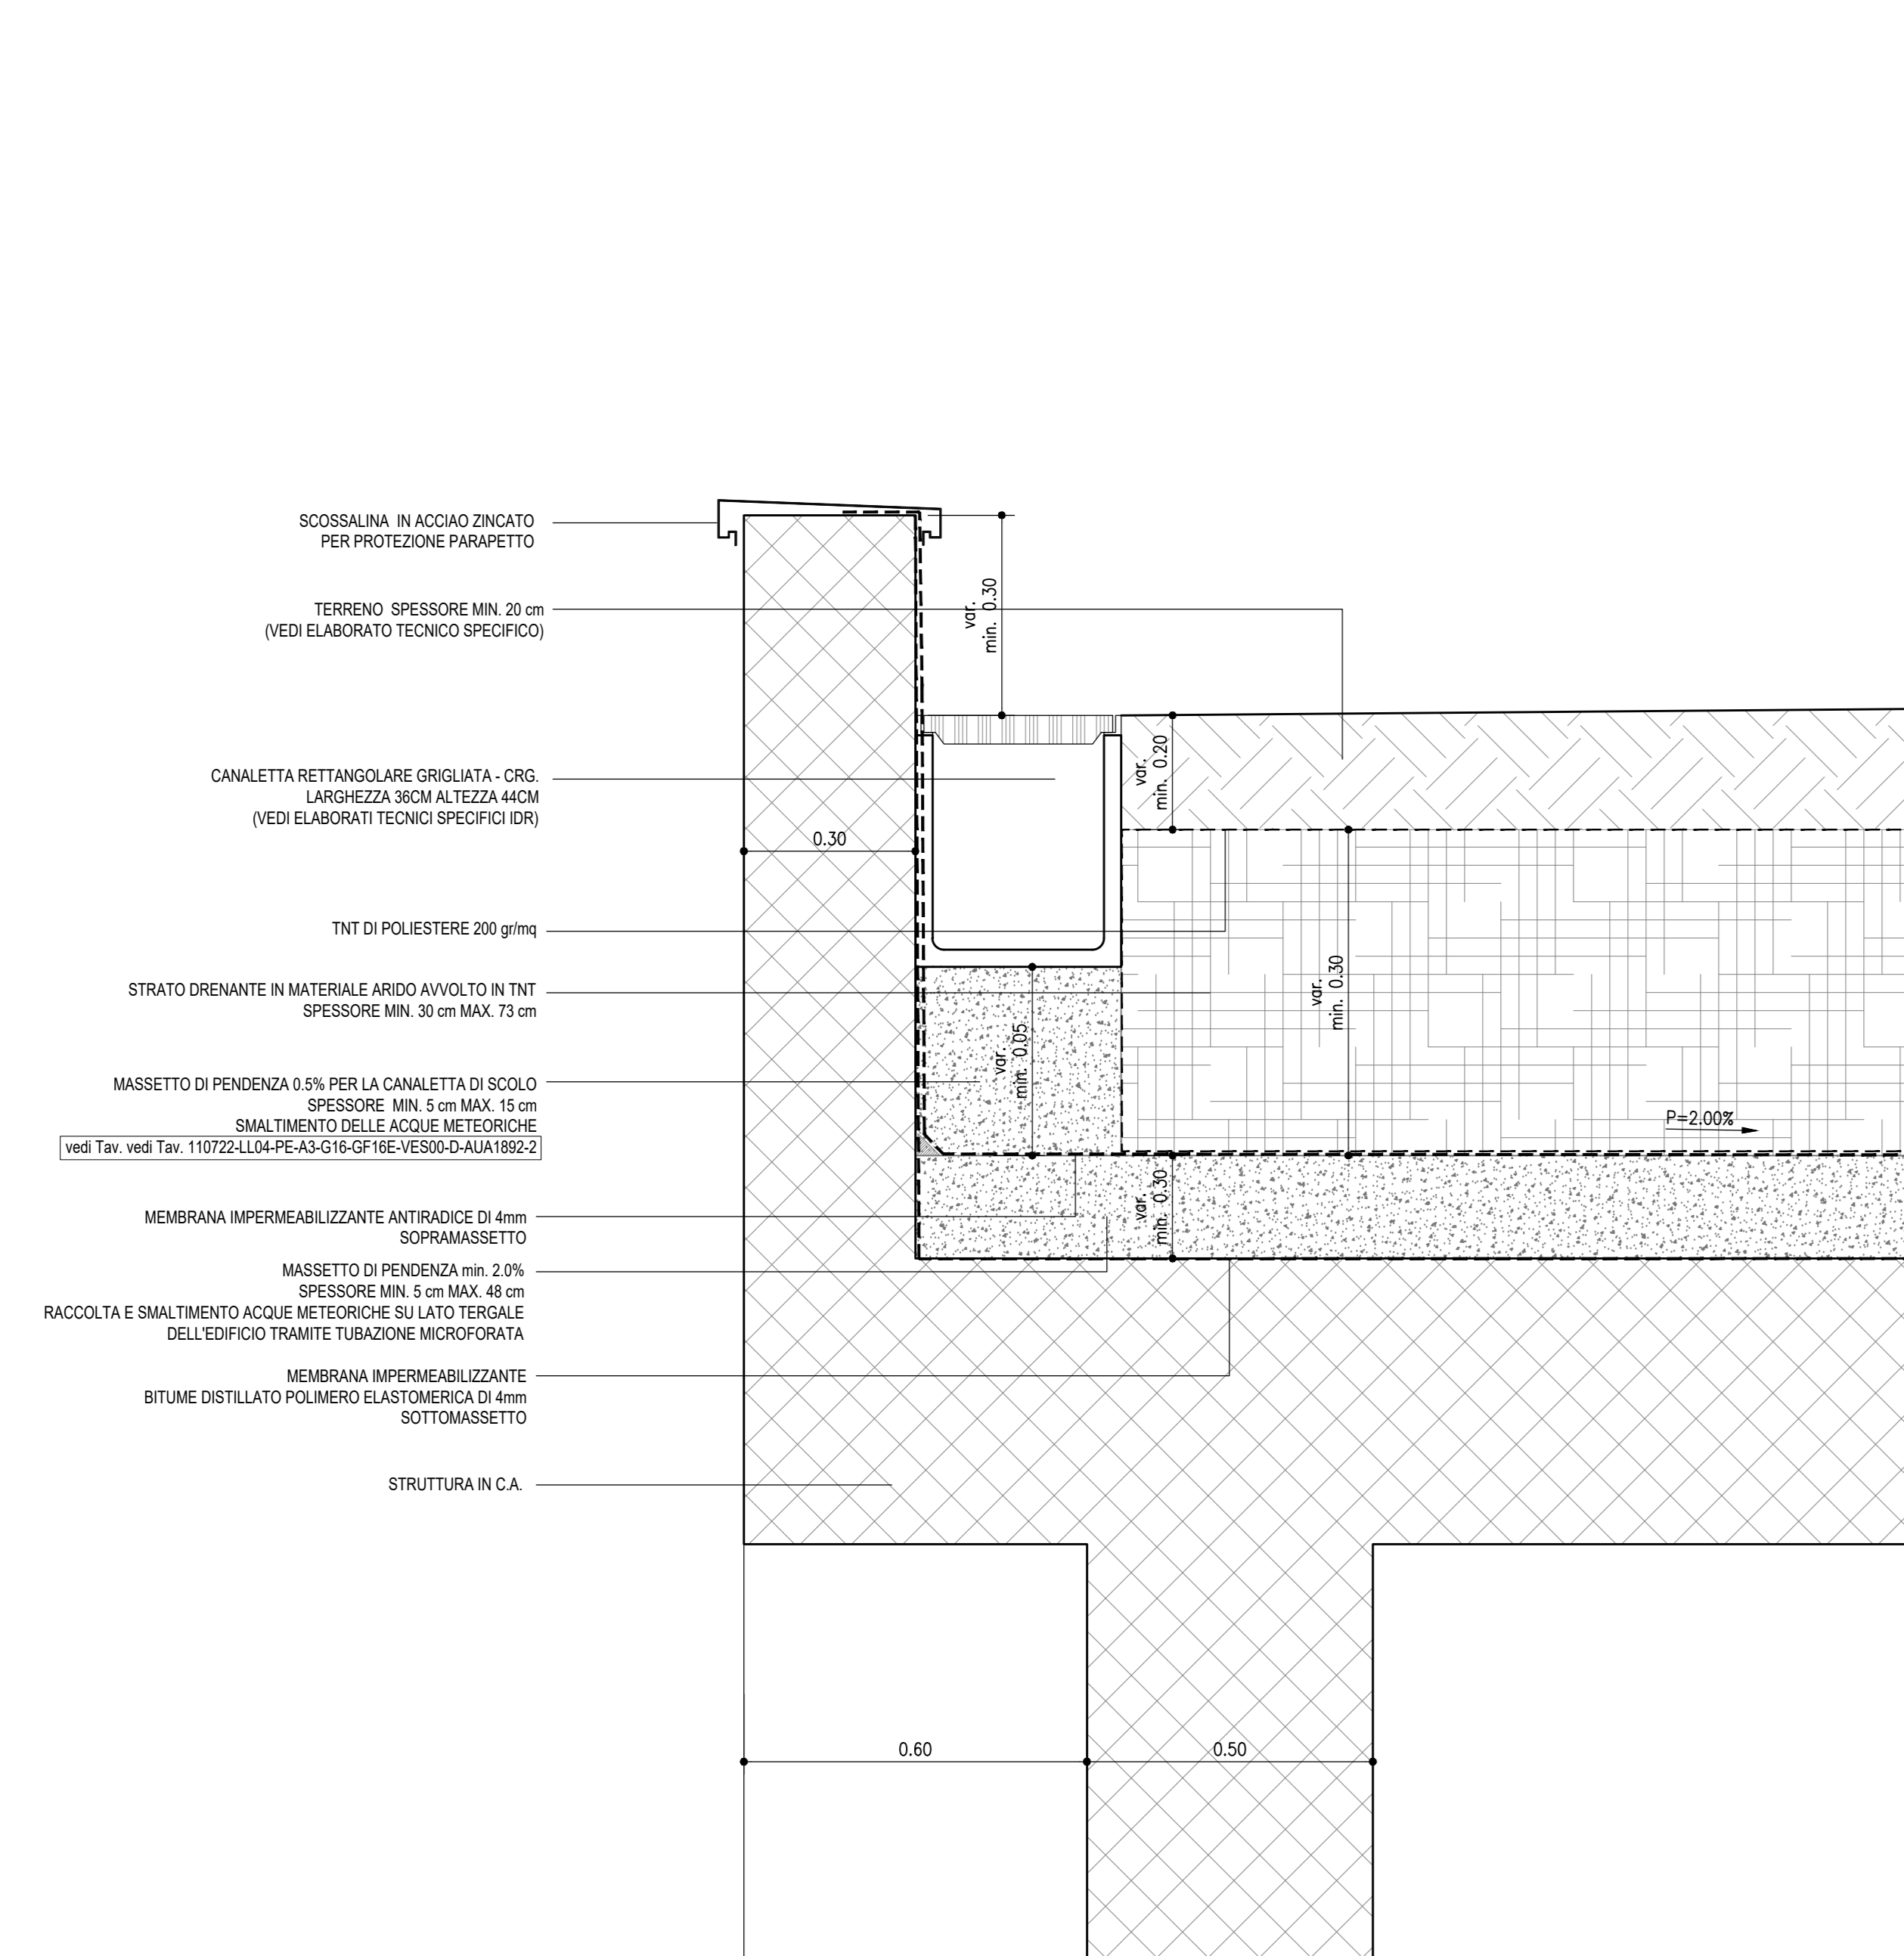 SCOSSALINA IN ACCIAO ZINCATO
PER PROTEZIONE PARAPETTO
TERRENO SPESSORE MIN. 20 cm
(VEDI ELABORATO TECNICO SPECIFICO)
CANALETTA RETTANGOLARE GRIGLIATA - CRG.
LARGHEZZA 36CM ALTEZZA 44CM
(VEDI ELABORATI TECNICI SPECIFICI IDR)
TNT DI POLIESTERE 200 gr/mq
STRATO DRENANTE IN MATERIALE ARIDO AVVOLTO IN TNT
SPESSORE MIN. 30 cm MAX. 73 cm
MASSETTO DI PENDENZA 0.5% PER LA CANALETTA DI SCOLO
SPESSORE MIN. 5 cm MAX. 15 cm
SMALTIMENTO DELLE ACQUE METEORICHE
vedi Tav. vedi Tav. 110722-LL04-PE-A3-G16-GF16E-VES00-D-AUA1892-2
MEMBRANA IMPERMEABILIZZANTE ANTIRADICE DI 4mm
SOPRAMASSETTO
MASSETTO DI PENDENZA min. 2.0%
SPESSORE MIN. 5 cm MAX. 48 cm
RACCOLTA E SMALTIMENTO ACQUE METEORICHE SU LATO TERGALE
DELL'EDIFICIO TRAMITE TUBAZIONE MICROFORATA
MEMBRANA IMPERMEABILIZZANTE
BITUME DISTILLATO POLIMERO ELASTOMERICA DI 4mm
SOTTOMASSETTO
STRUTTURA IN C.A.
var.
min. 0.30
var.
min. 0.20
0.30
var.
min. 0.30
var.
min. 0.05
P=2.00%
var.
min. 0.30
0.60
0.50